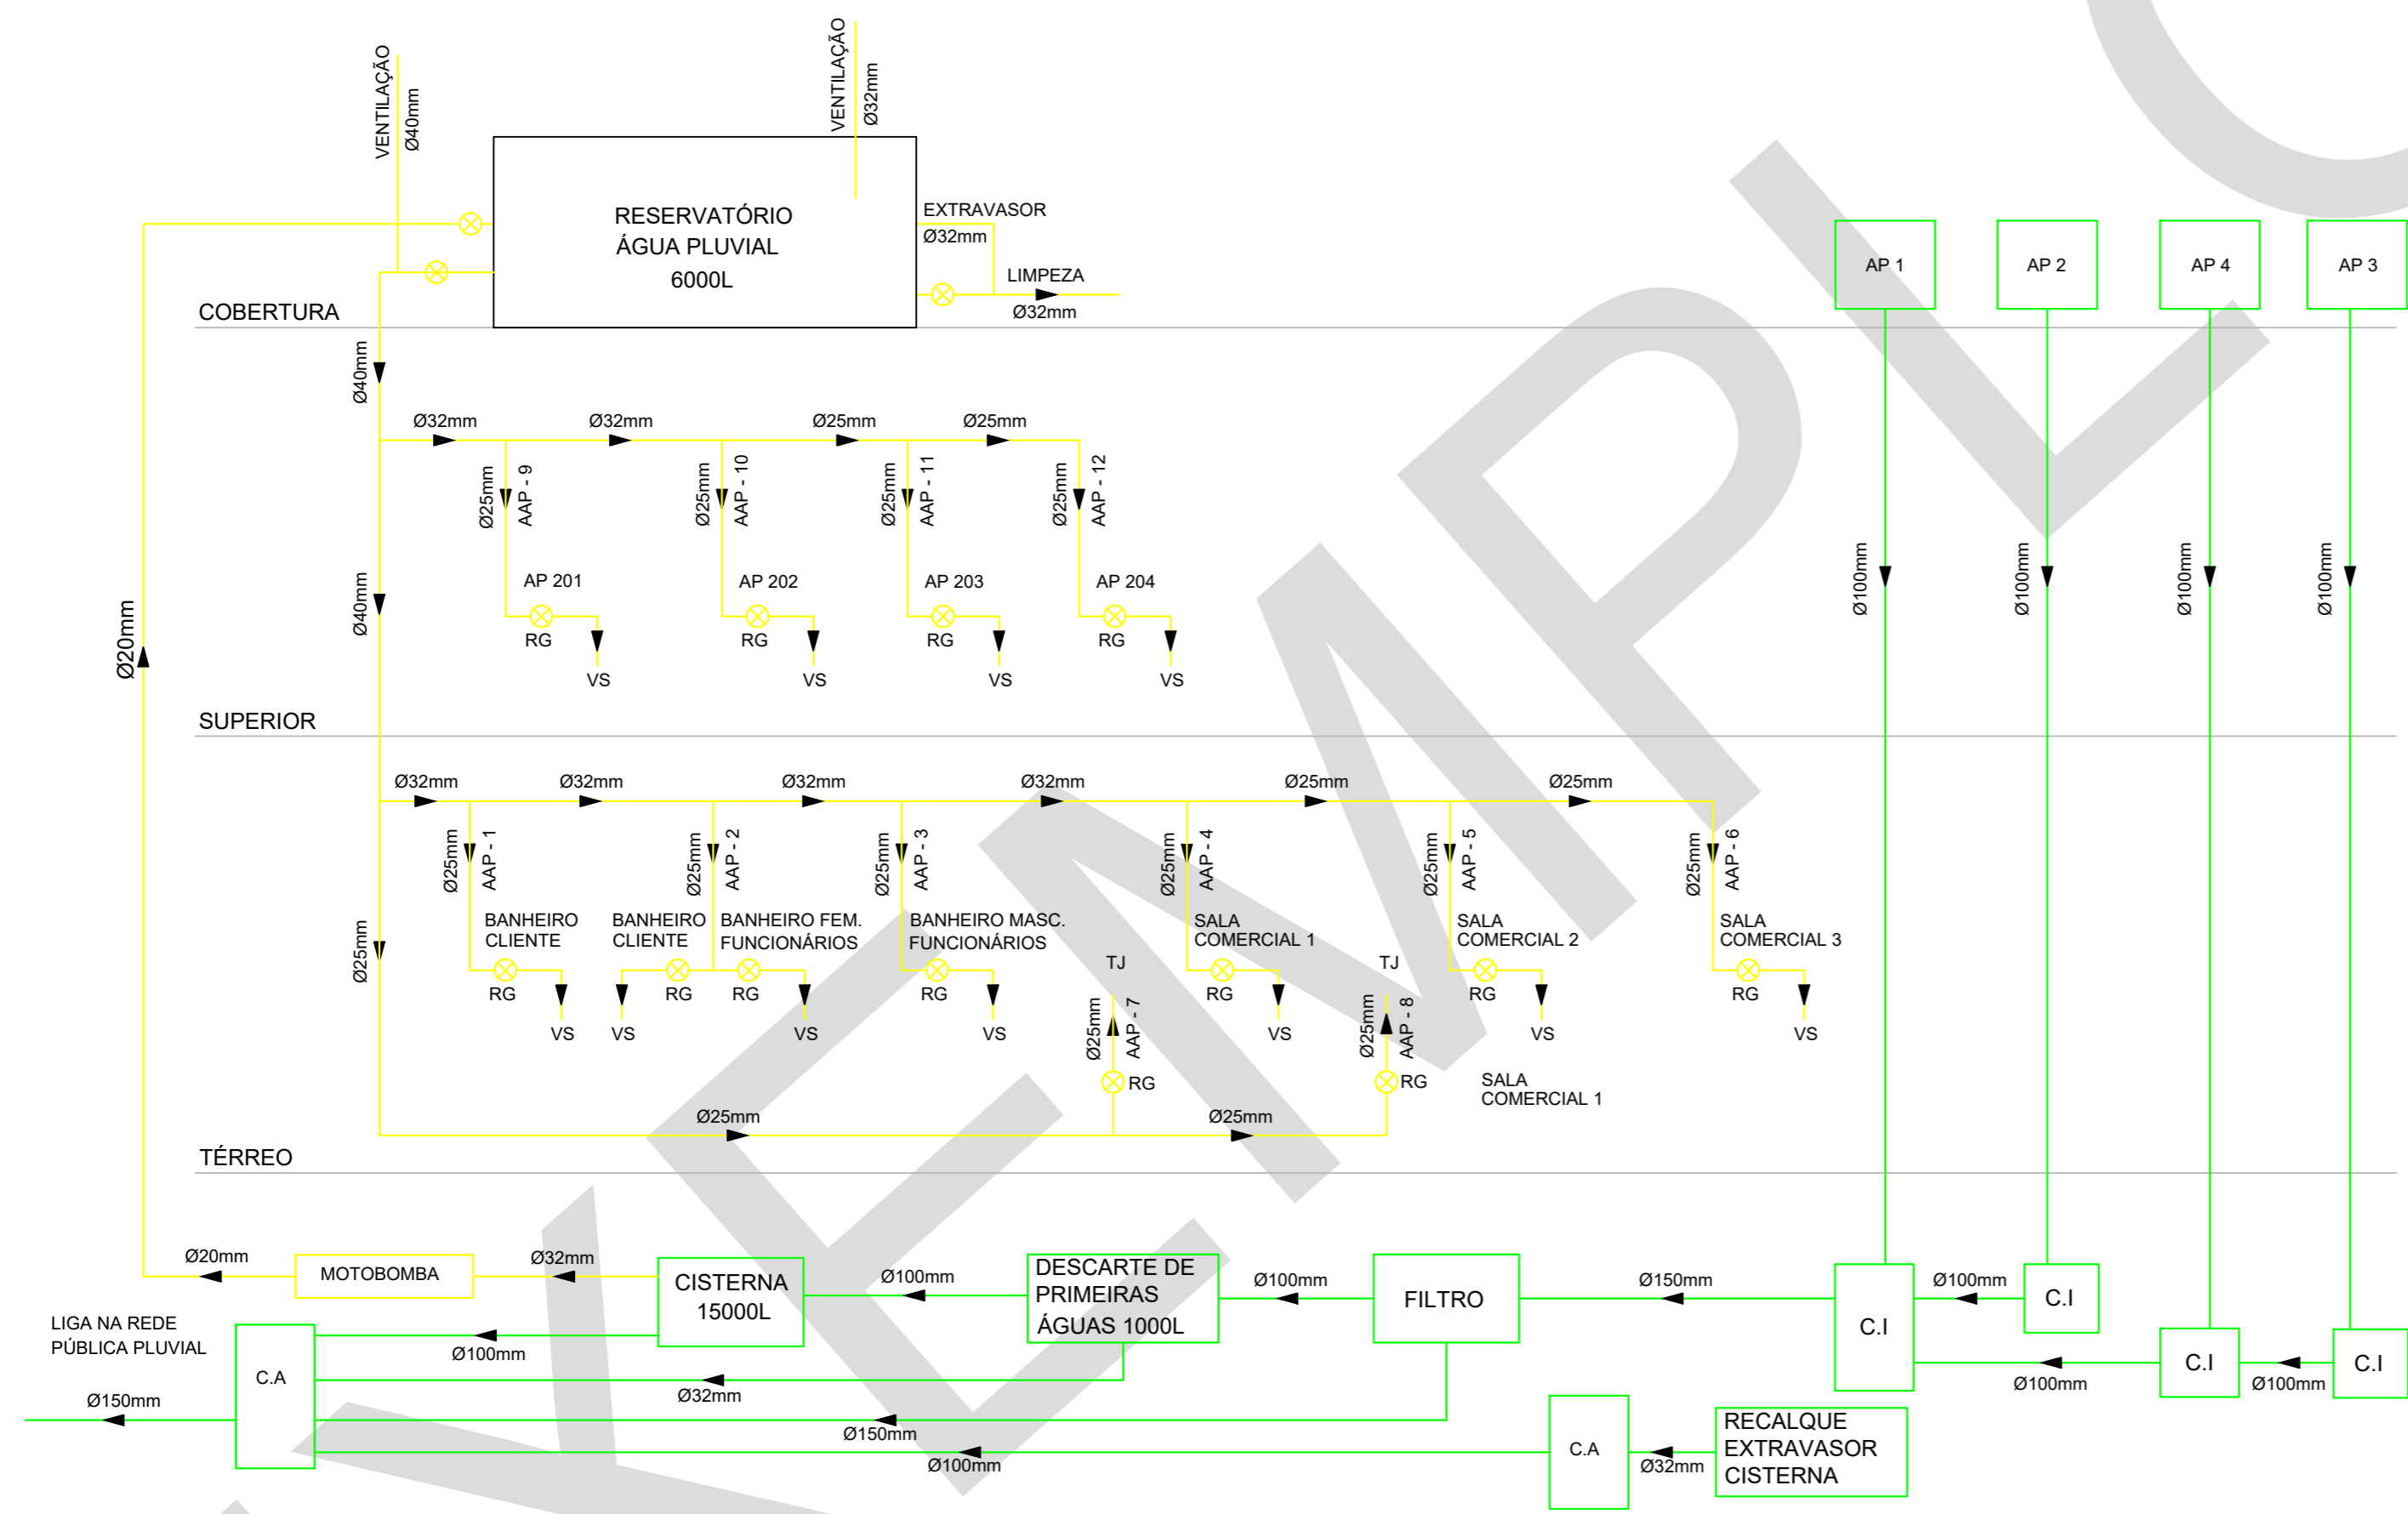 VENTILAÇÃO
Ø40mm
VENTILAÇÃO
Ø32mm
RESERVATÓRIO
ÁGUA PLUVIAL
6000L
EXTRAVASOR
Ø32mm
LIMPEZA
Ø32mm
AP 1
AP 2
AP 4
AP 3
COBERTURA
Ø40mm
Ø32mm
Ø32mm
Ø25mm
Ø25mm
Ø25mm
AAP - 9
Ø25mm
AAP - 10
Ø25mm
AAP - 11
Ø25mm
AAP - 12
Ø100mm
Ø100mm
Ø100mm
Ø100mm
Ø40mm
AP 201
AP 202
AP 203
AP 204
RG
RG
RG
RG
VS
VS
VS
VS
Ø20mm
SUPERIOR
Ø32mm
Ø32mm
Ø32mm
Ø32mm
Ø25mm
Ø25mm
Ø25mm
AAP - 1
Ø25mm
AAP - 2
Ø25mm
AAP - 3
Ø25mm
AAP - 4
Ø25mm
AAP - 5
Ø25mm
AAP - 6
Ø25mm
BANHEIRO
CLIENTE
BANHEIRO
CLIENTE
BANHEIRO FEM.
FUNCIONÁRIOS
BANHEIRO MASC.
FUNCIONÁRIOS
SALA
COMERCIAL 1
SALA
COMERCIAL 2
SALA
COMERCIAL 3
TJ
TJ
RG
RG
RG
RG
RG
RG
RG
VS
VS
VS
VS
VS
VS
VS
Ø25mm
AAP - 7
Ø25mm
AAP - 8
RG
RG
SALA
COMERCIAL 1
Ø25mm
Ø25mm
TÉRREO
Ø20mm
MOTOBOMBA
Ø32mm
CISTERNA
15000L
Ø100mm
DESCARTE DE
PRIMEIRAS
ÁGUAS 1000L
Ø100mm
FILTRO
Ø150mm
C.I
Ø100mm
C.I
LIGA NA REDE
PÚBLICA PLUVIAL
Ø150mm
C.A
Ø100mm
Ø32mm
Ø150mm
Ø100mm
C.I
Ø100mm
C.I
Ø100mm
C.A
Ø32mm
RECALQUE
EXTRAVASOR
CISTERNA